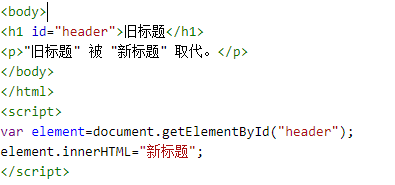 <body>
<h1 id="header">旧标题</h1>
<p>"旧标题" 被 "新标题" 取代。</p>
</body>
</html>
<script>
var element=document.getElementById("header");
element.innerHTML="新标题";
</script>